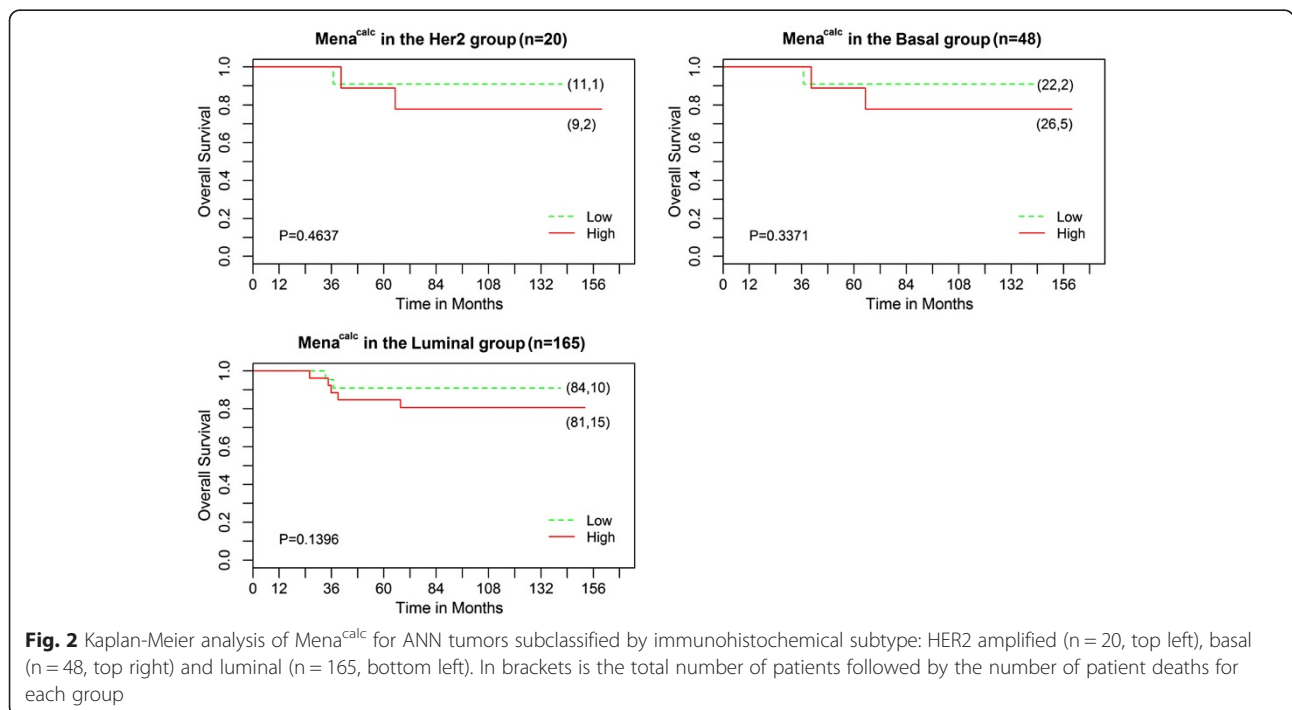 Mena^calc in the Her2 group (n=20)
Overall Survival
1.0
0.8
0.6
0.4
0.2
0.0
(11,1)
(9,2)
Low
High
P=0.4637
0 12 36 60 84 108 132 156
Time in Months
Mena^calc in the Basal group (n=48)
Overall Survival
1.0
0.8
0.6
0.4
0.2
0.0
(22,2)
(26,5)
Low
High
P=0.3371
0 12 36 60 84 108 132 156
Time in Months
Mena^calc in the Luminal group (n=165)
Overall Survival
1.0
0.8
0.6
0.4
0.2
0.0
(84,10)
(81,15)
Low
High
P=0.1396
0 12 36 60 84 108 132 156
Time in Months
Fig. 2 Kaplan-Meier analysis of Mena^calc for ANN tumors subclassified by immunohistochemical subtype: HER2 amplified (n = 20, top left), basal
(n = 48, top right) and luminal (n = 165, bottom left). In brackets is the total number of patients followed by the number of patient deaths for
each group